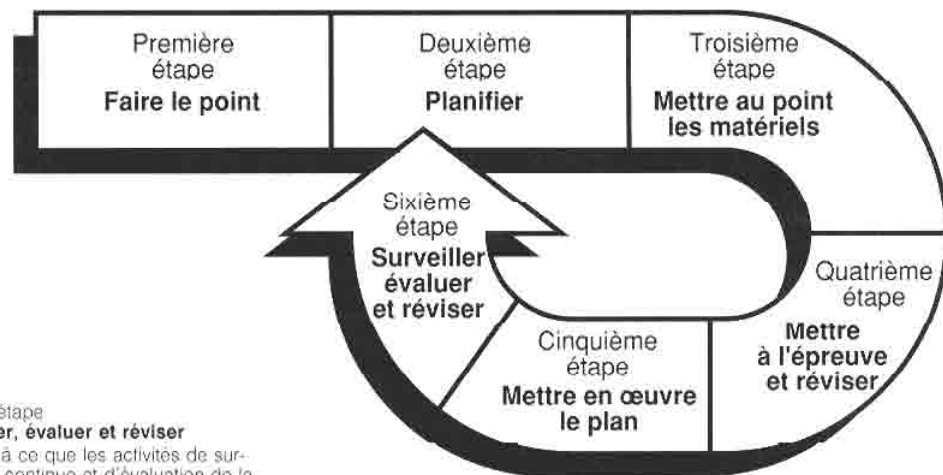 Première
étape
Faire le point
Deuxième
étape
Planifier
Troisième
étape
Mettre au point
les matériels
Quatrième
étape
Mettre
à l'épreuve
et réviser
Cinquième
étape
Mettre en œuvre
le plan
Sixième
étape
Surveiller
évaluer
et réviser
étape
er, évaluer et réviser
à ce que les activités de sur-
continue et d'évaluation de la